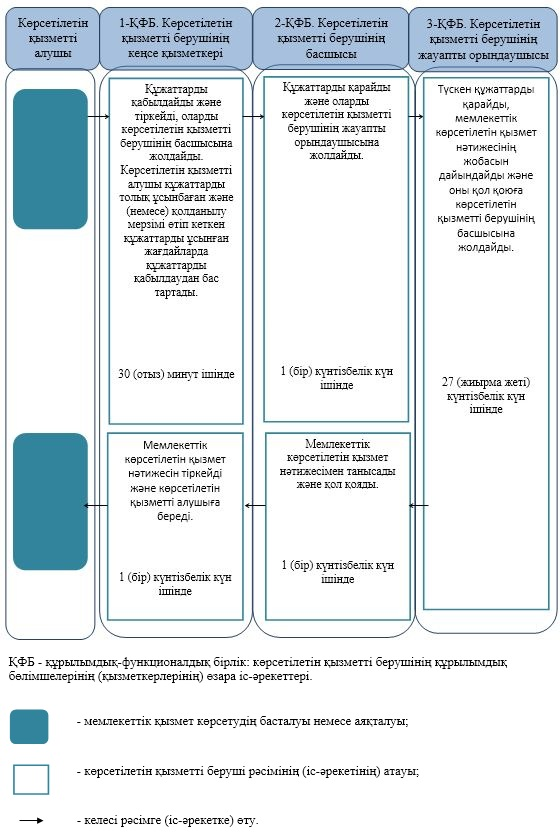 Көрсетілетін
қызметті
алушы
1-ҚФБ. Көрсетілетін
қызметті берушінің
кеңсе қызметкері
2-ҚФБ. Көрсетілетін
қызметті берушінің
басшысы
3-ҚФБ. Көрсетілетін
қызметті берушінің
жауапты орындаушысы
Құжаттарды
қабылдайды және
тіркейді, оларды
көрсетілетін қызметті
берушінің басшысына
жолдайды.
Көрсетілетін қызметті
алушы құжаттарды
толық ұсынбаған және
(немесе) қолданылу
мерзімі өтіп кеткен
құжаттарды ұсынған
жағдайларда
құжаттарды
қабылдаудан бас
тартады.
30 (отыз) минут ішінде
Құжаттарды қарайды
және оларды
көрсетілетін қызметті
берушінің жауапты
орындаушысына
жолдайды.
1 (бір) күнтізбелік күн
ішінде
Түскен құжаттарды
қарайды,
мемлекеттік
көрсетілетін қызмет
нәтижесінің
жобасын
дайындайды және
оны қол қоюға
көрсетілетін
қызметті берушінің
басшысына
жолдайды.
27 (жиырма жеті)
күнтізбелік күн
ішінде
Мемлекеттік
көрсетілетін қызмет
нәтижесін тіркейді
және көрсетілетін
қызметті алушыға
береді.
1 (бір) күнтізбелік күн
ішінде
Мемлекеттік
көрсетілетін қызмет
нәтижесімен танысады
және қол қояды.
1 (бір) күнтізбелік күн
ішінде
ҚФБ - құрылымдық-функционалдық бірлік: көрсетілетін қызметті берушінің құрылымдық
бөлімшелерінің (қызметкерлерінің) өзара іс-әрекеттері.
- мемлекеттік қызмет көрсетудің басталуы немесе аяқталуы;
- көрсетілетін қызметті беруші рәсімінің (іс-әрекетінің) атауы;
- келесі рәсімге (іс-әрекетке) өту.